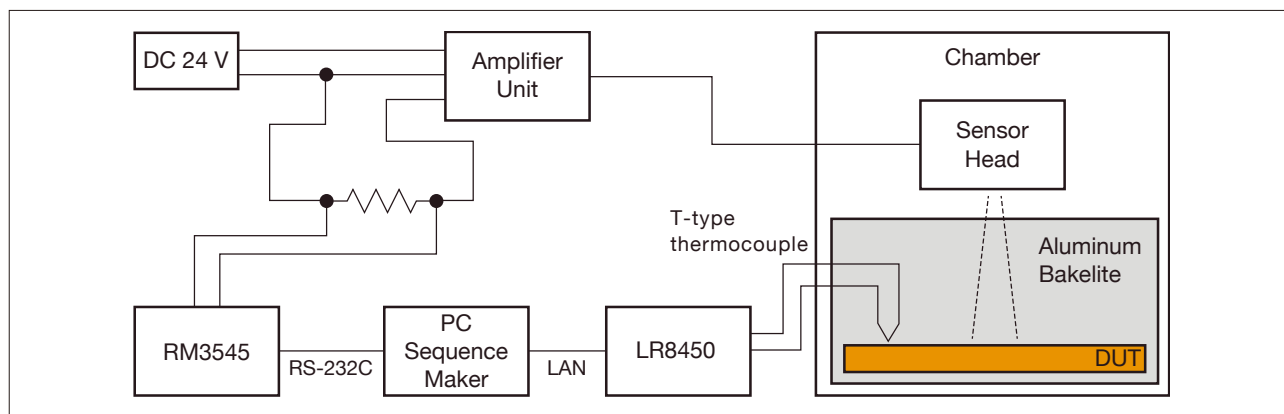 DC 24 V
Amplifier
Unit
Chamber
Sensor
Head
T-type
thermocouple
Aluminum
Bakelite
RM3545
RS-232C
PC
Sequence
Maker
LAN
LR8450
DUT